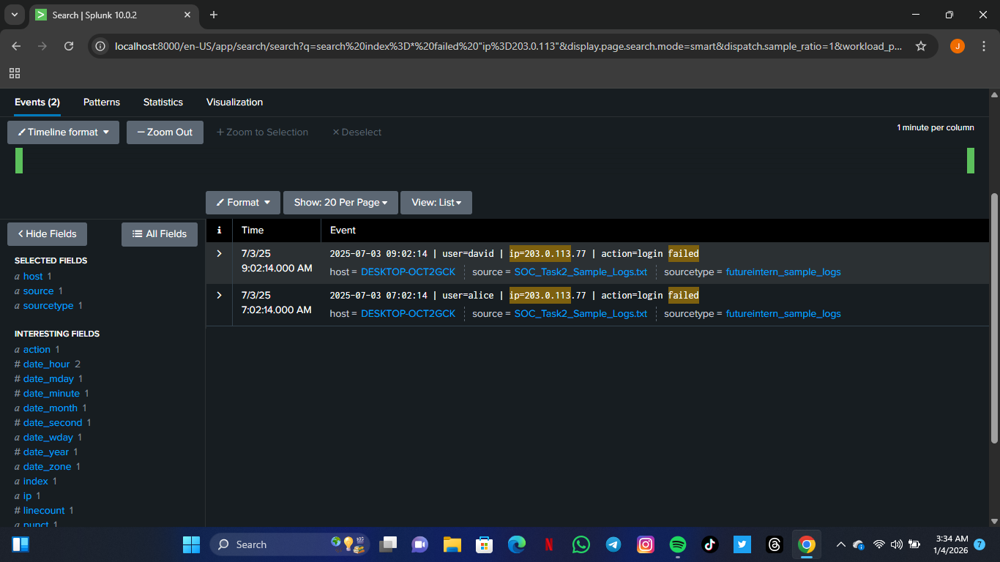 Search | Splunk 10.0.2
localhost:8000/en-US/app/search/search?q=search%20index%3D*%20failed%20"ip%3D203.0.113"&display.page.search.mode=smart&dispatch.sample_ratio=1&workload_p...
J
Events (2) Patterns Statistics Visualization
Timeline format — Zoom Out + Zoom to Selection × Deselect 1 minute per column
Format Show: 20 Per Page View: List
< Hide Fields All Fields
i Time Event
SELECTED FIELDS
a host 1
a source 1
a sourcetype 1
INTERESTING FIELDS
a action 1
# date_hour 2
# date_mday 1
# date_minute 1
a date_month 1
# date_second 1
a date_wday 1
# date_year 1
a date_zone 1
a index 1
a ip 1
# linecount 1
a punct 1
7/3/25
9:02:14.000 AM
2025-07-03 09:02:14 | user=david | ip=203.0.113.77 | action=login failed
host = DESKTOP-OCT2GCK source = SOC_Task2_Sample_Logs.txt sourcetype = futureintern_sample_logs
7/3/25
7:02:14.000 AM
2025-07-03 07:02:14 | user=alice | ip=203.0.113.77 | action=login failed
host = DESKTOP-OCT2GCK source = SOC_Task2_Sample_Logs.txt sourcetype = futureintern_sample_logs
Search
3:34 AM
1/4/2026
7